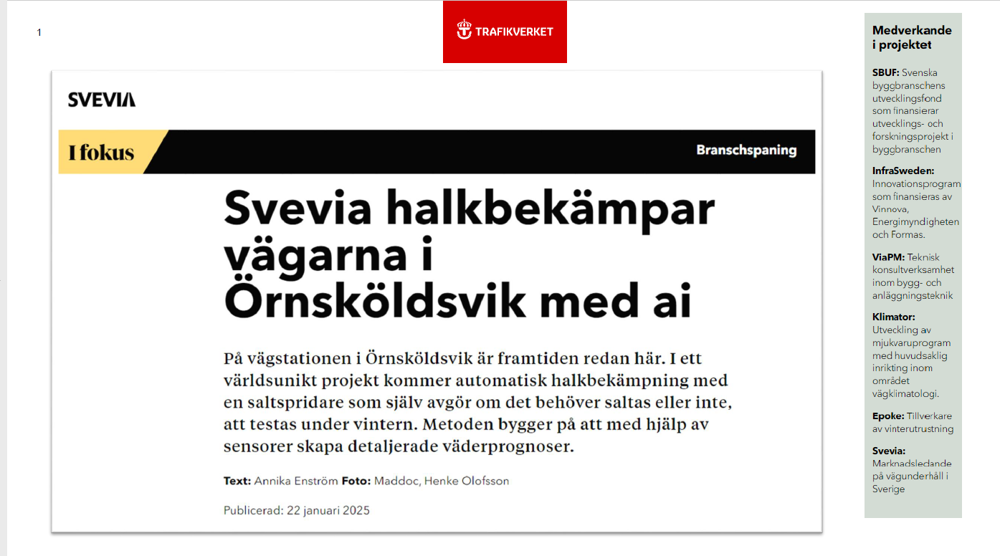 1
TRAFIKVERKET
SVEVIA
I fokus
Branschspaning
Svevia halkbekämpar
vägarna i
Örnsköldsvik med ai
På vägstationen i Örnsköldsvik är framtiden redan här. I ett
världsunikt projekt kommer automatisk halkbekämpning med
en saltspridare som själv avgör om det behöver saltas eller inte,
att testas under vintern. Metoden bygger på att med hjälp av
sensorer skapa detaljerade väderprognoser.
Text: Annika Enström Foto: Maddoc, Henke Olofsson
Publicerad: 22 januari 2025
Medverkande
i projektet
SBUF: Svenska
byggbranschens
utvecklingsfond
som finansierar
utvecklings- och
forskningsprojekt i
byggbranschen
InfraSweden:
Innovationsprogram
som finansieras av
Vinnova,
Energimyndigheten
och Formas.
ViaPM: Teknisk
konsultverksamhet
inom bygg- och
anläggningsteknik
Klimator:
Utveckling av
mjukvaruprogram
med huvudsaklig
inrikting inom
området
vägklimatologi.
Epoke: Tillverkare
av vinterutrustning
Svevia:
Marknadsledande
på vägunderhåll i
Sverige